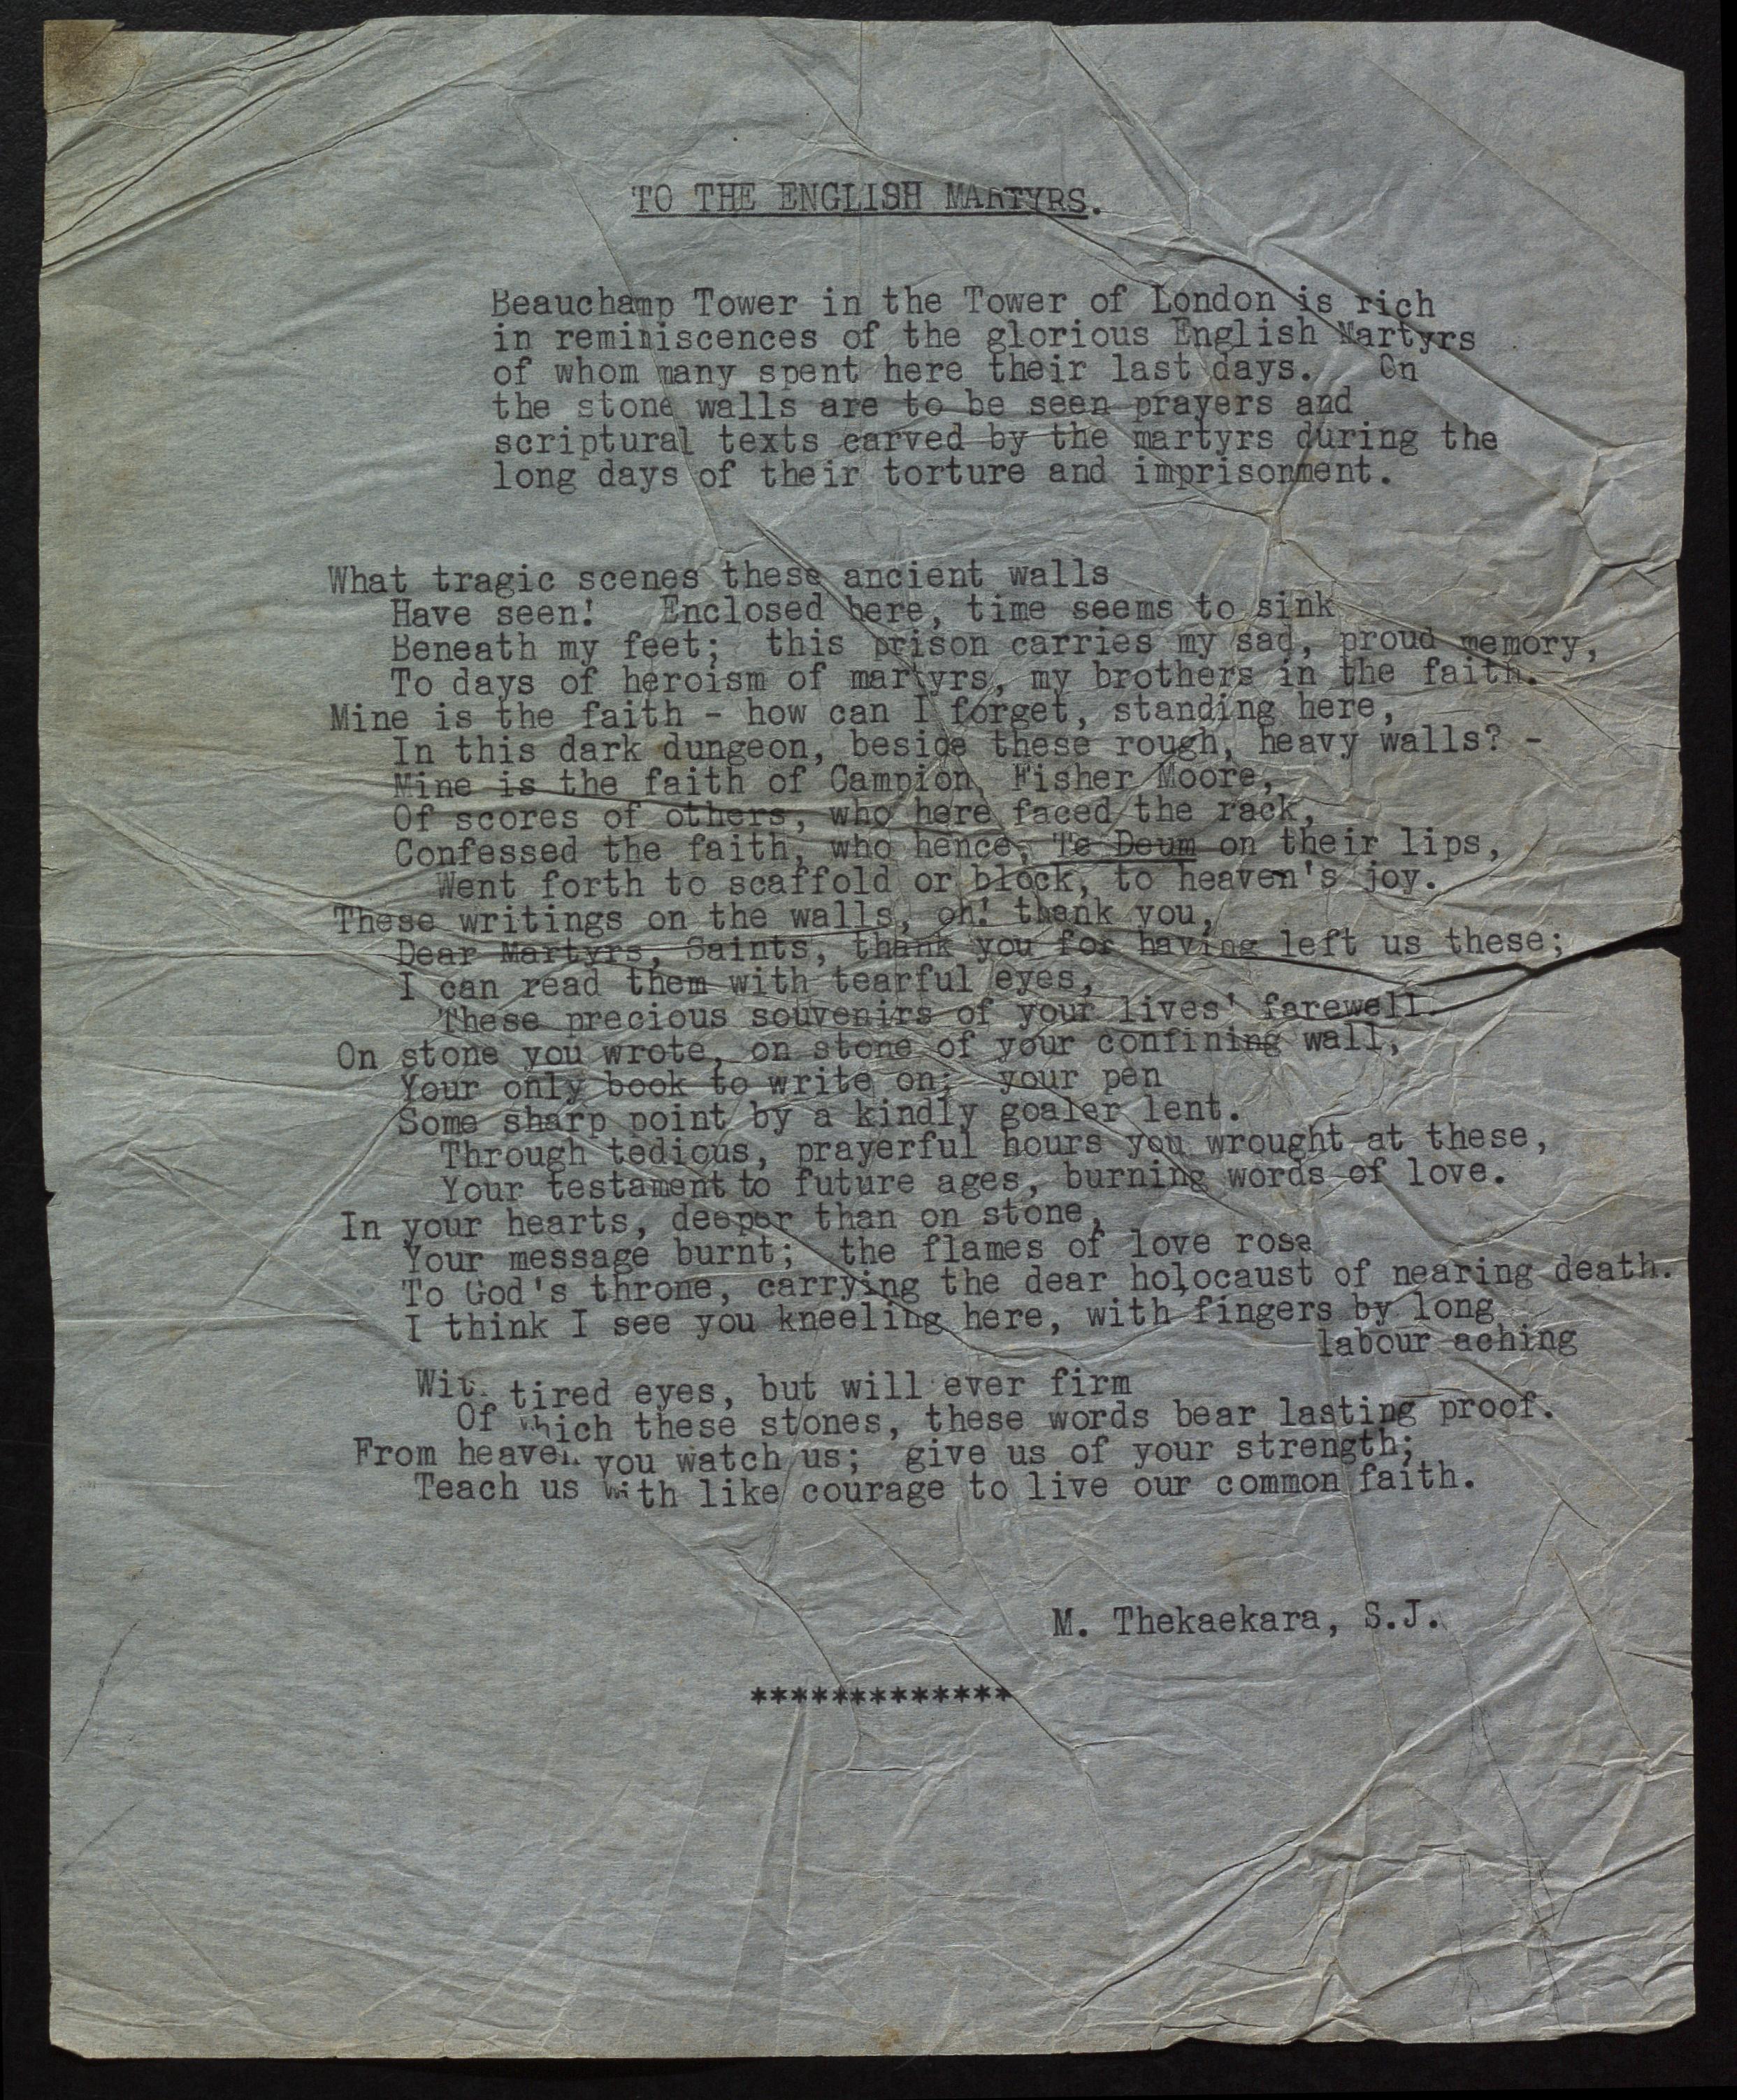 TO THE ENGLISH MARTYRS.
Beauchamp Tower in the Tower of London is rich
in reminiscences of the glorious English Martyrs
of whom many spent here their last days. On
the stone walls are to be seen prayers and
scriptural texts carved by the martyrs during the
long days of their torture and imprisonment.
What tragic scenes these ancient walls
Have seen! Enclosed here, time seems to sink
Beneath my feet; this prison carries my sad, proud memory,
To days of heroism of martyrs, my brothers in the faith.
Mine is the faith - how can I forget, standing here,
In this dark dungeon, beside these rough, heavy walls? -
Mine is the faith of Campion, Fisher Moore,
Of scores of others, who here faced the rack,
Confessed the faith, who hence, Te Deum on their lips,
Went forth to scaffold or block, to heaven's joy.
These writings on the walls, oh! thank you,
Dear Martyrs, Saints, thank you for having left us these;
I can read them with tearful eyes,
These precious souvenirs of your lives' farewell.
On stone you wrote, on stone of your confining wall,
Your only book to write on; your pen
Some sharp point by a kindly goaler lent.
Through tedious, prayerful hours you wrought at these,
Your testament to future ages, burning words of love.
In your hearts, deeper than on stone,
Your message burnt; the flames of love rose
To God's throne, carrying the dear holocaust of nearing death.
I think I see you kneeling here, with fingers by long
labour aching
With tired eyes, but will ever firm
Of which these stones, these words bear lasting proof.
From heaven you watch us; give us of your strength;
Teach us with like courage to live our common faith.
M. Thekaekara, S.J.
*************